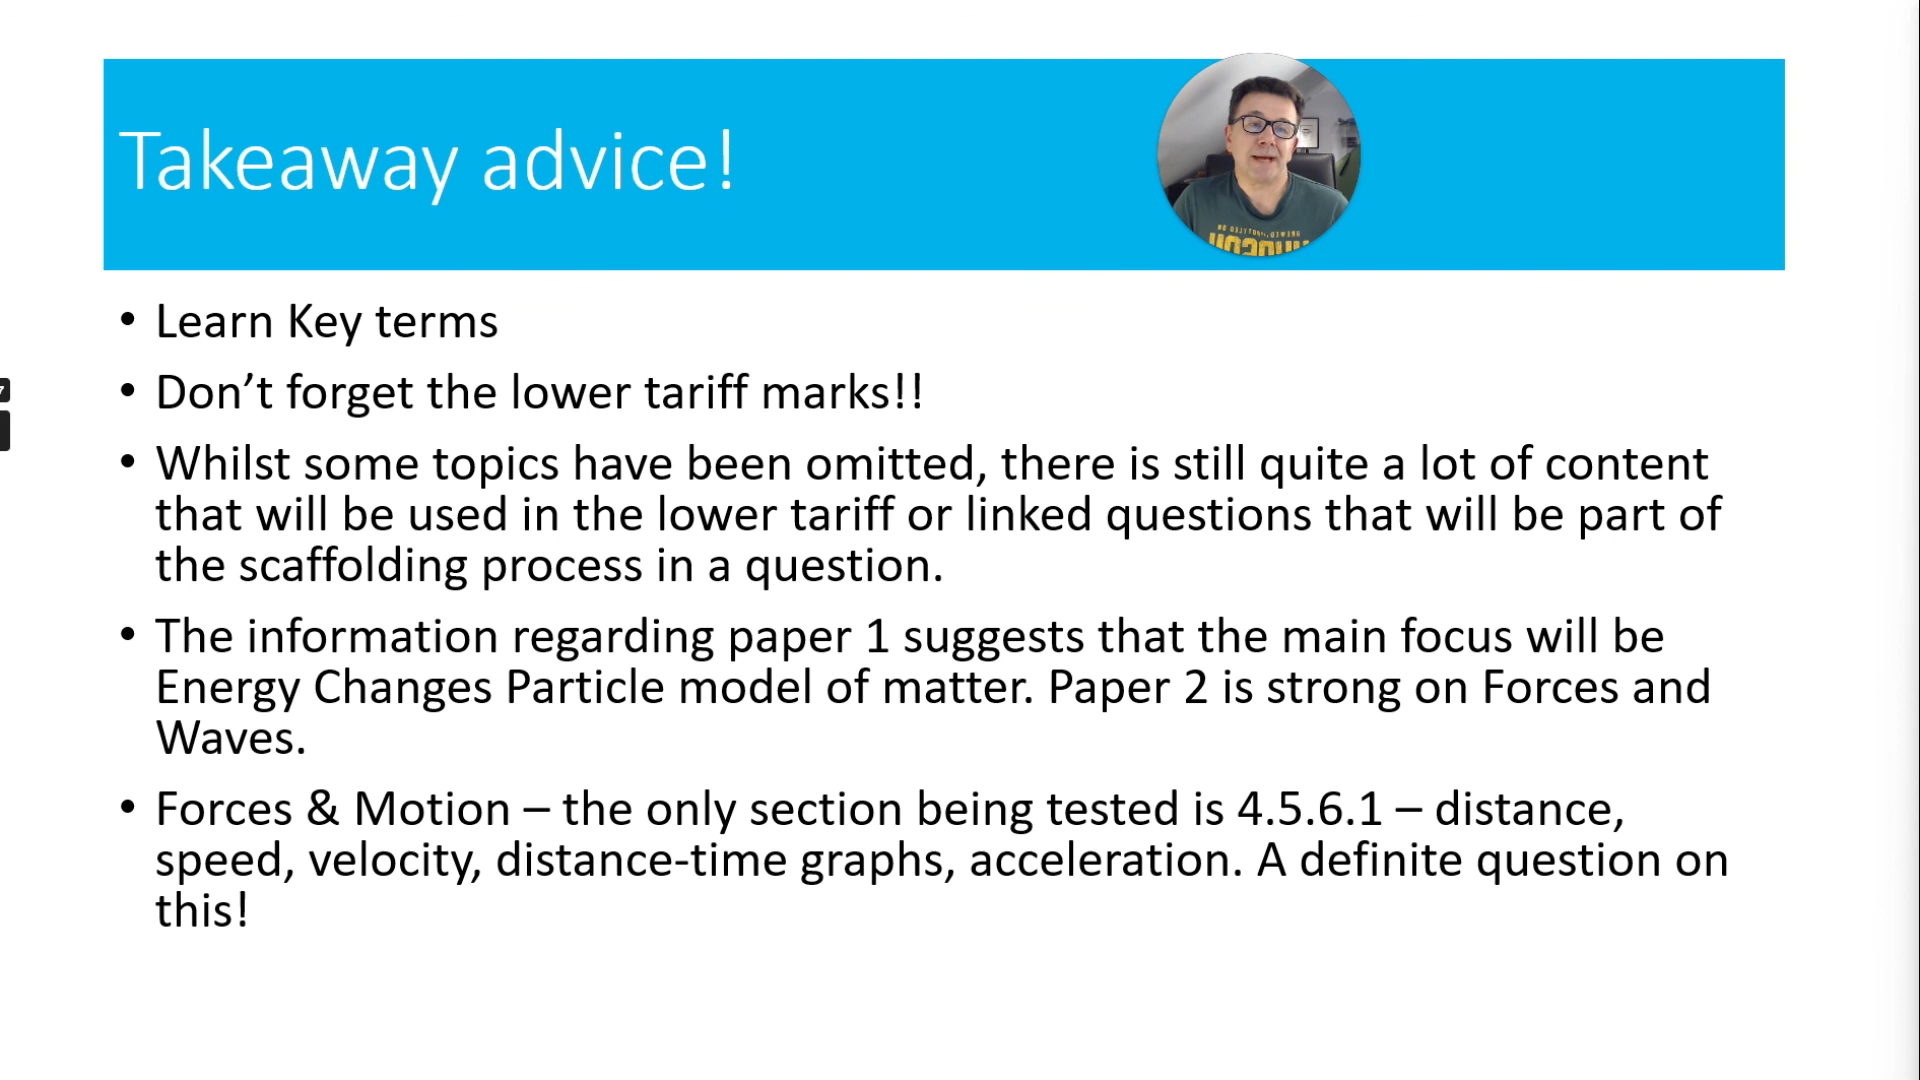 Takeaway advice!
• Learn Key terms
• Don’t forget the lower tariff marks!!
• Whilst some topics have been omitted, there is still quite a lot of content
that will be used in the lower tariff or linked questions that will be part of
the scaffolding process in a question.
• The information regarding paper 1 suggests that the main focus will be
Energy Changes Particle model of matter. Paper 2 is strong on Forces and
Waves.
• Forces & Motion – the only section being tested is 4.5.6.1 – distance,
speed, velocity, distance-time graphs, acceleration. A definite question on
this!